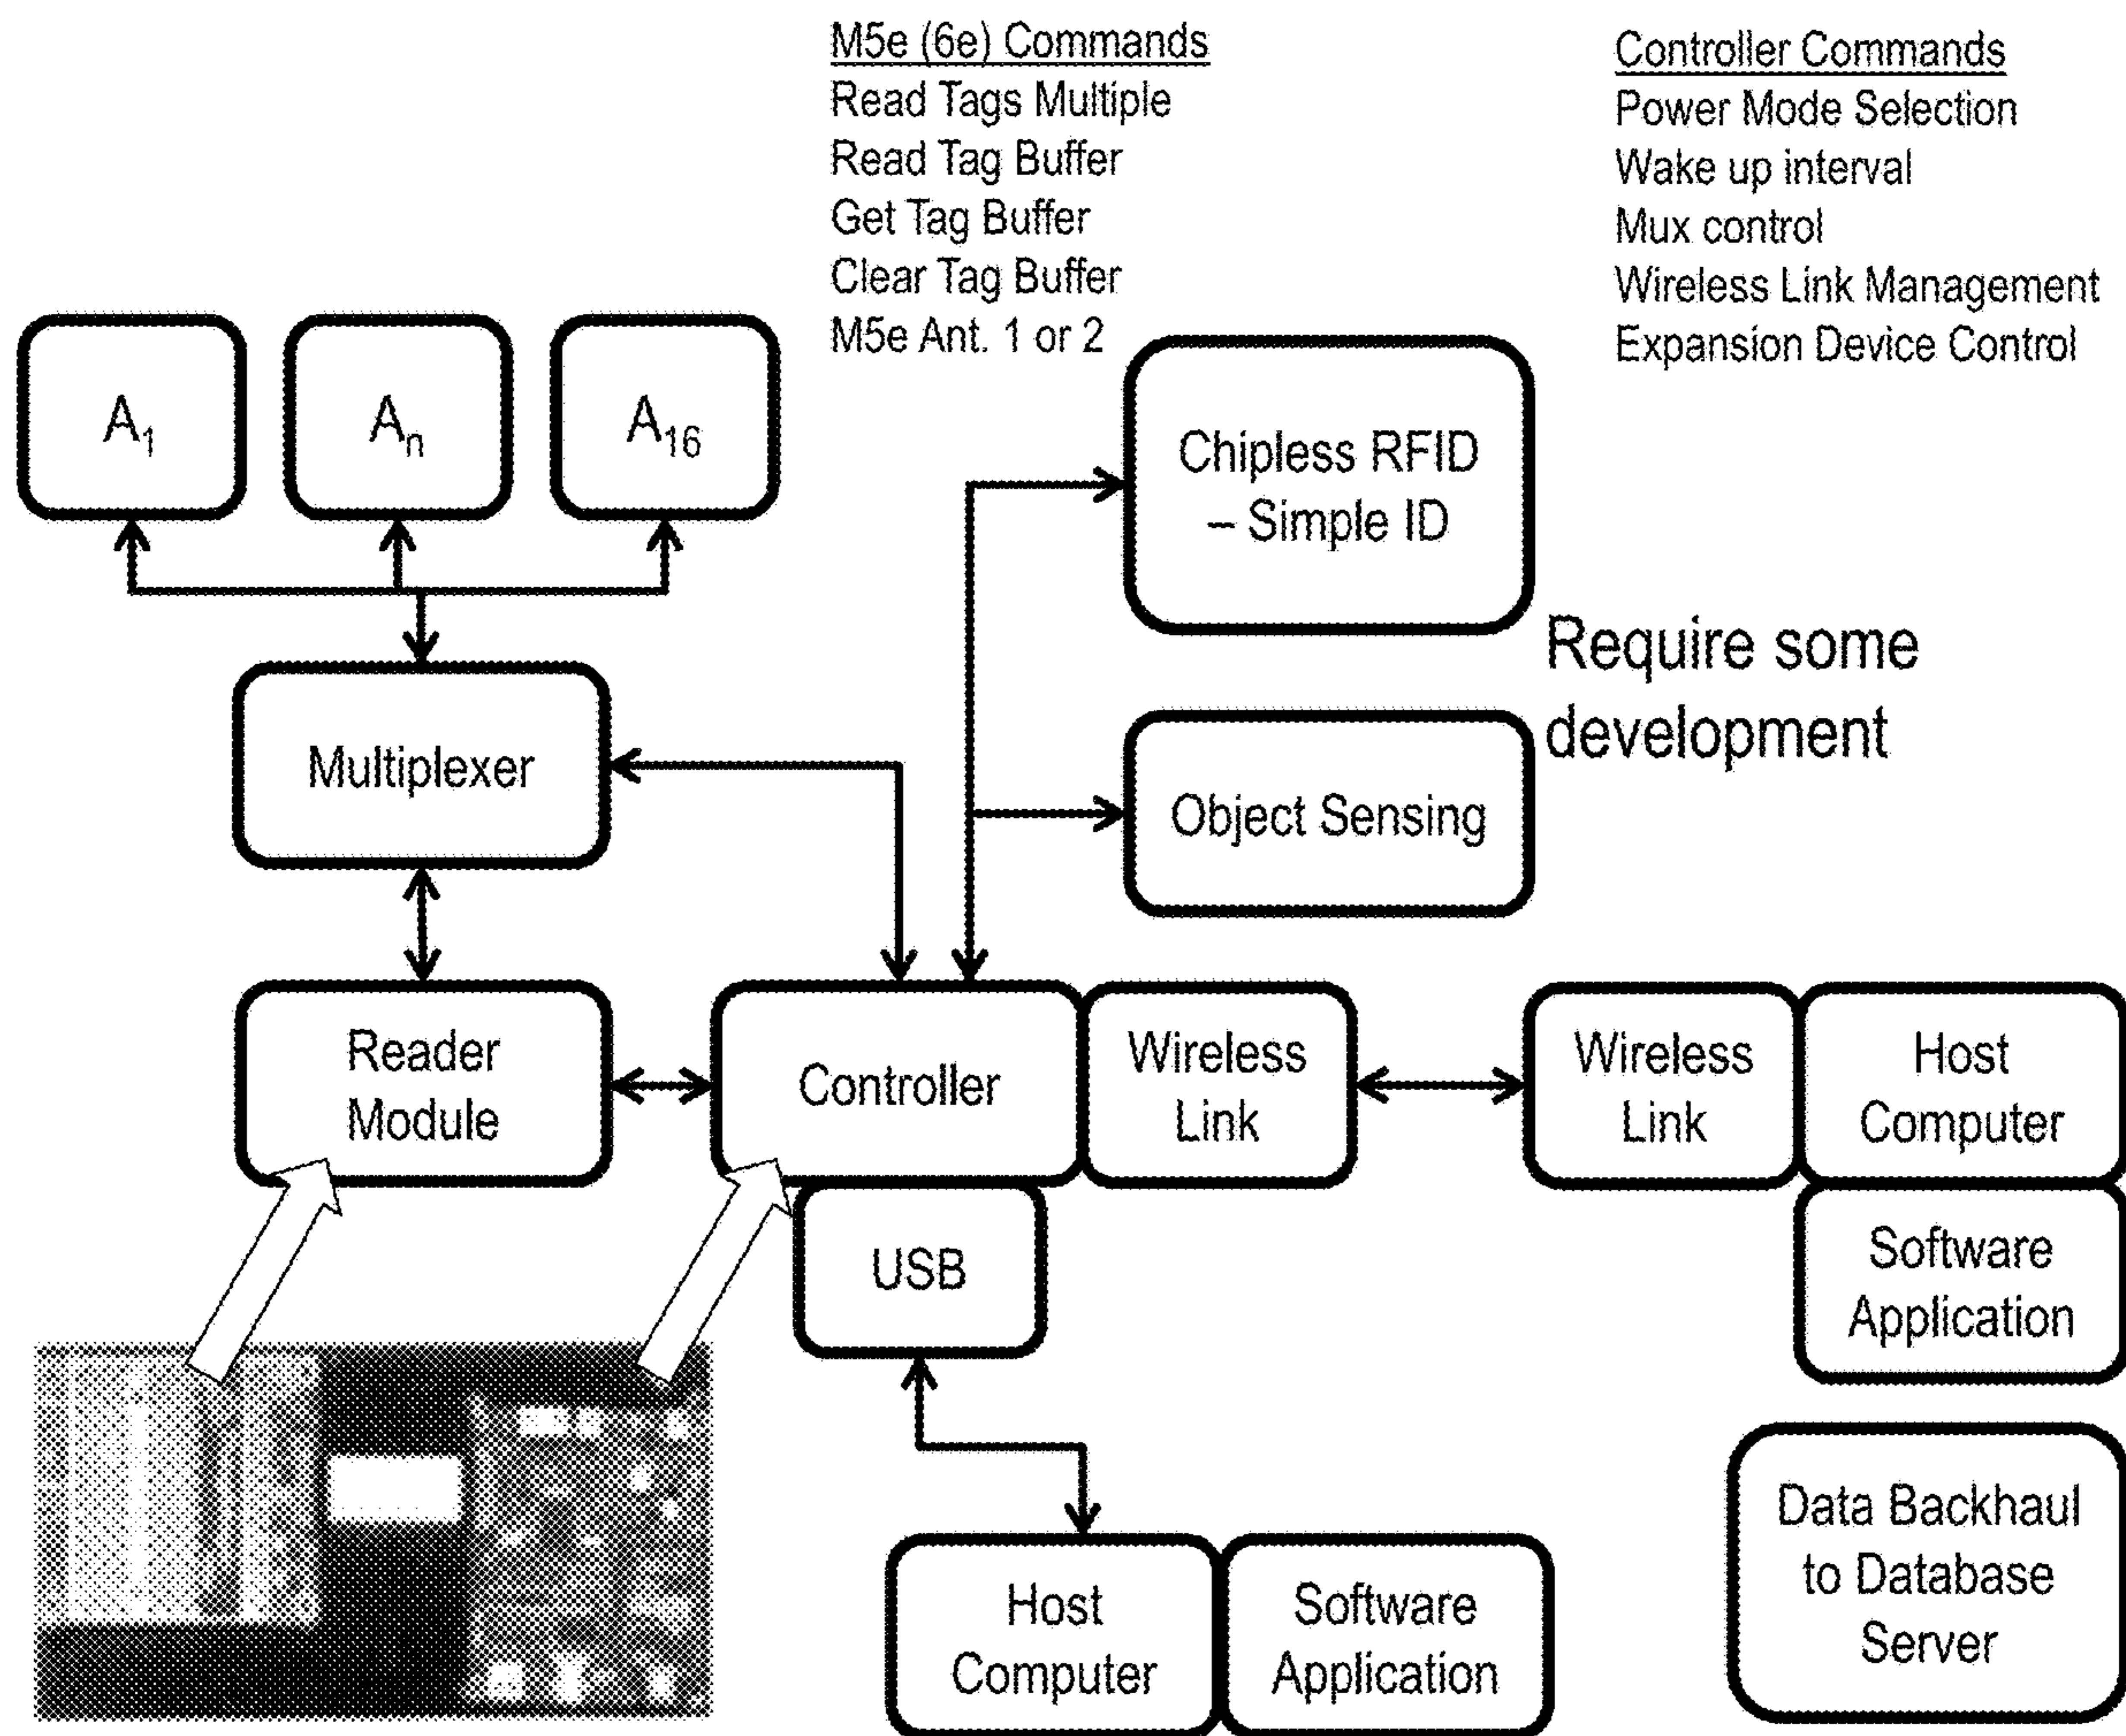 M5e (6e) Commands
Read Tags Multiple
Read Tag Buffer
Get Tag Buffer
Clear Tag Buffer
M5e Ant. 1 or 2
Controller Commands
Power Mode Selection
Wake up interval
Mux control
Wireless Link Management
Expansion Device Control
A1
An
A16
Chipless RFID
– Simple ID
Require some
development
Multiplexer
Object Sensing
Reader
Module
Controller
Wireless
Link
Wireless
Link
Host
Computer
USB
Software
Application
Host
Computer
Software
Application
Data Backhaul
to Database
Server